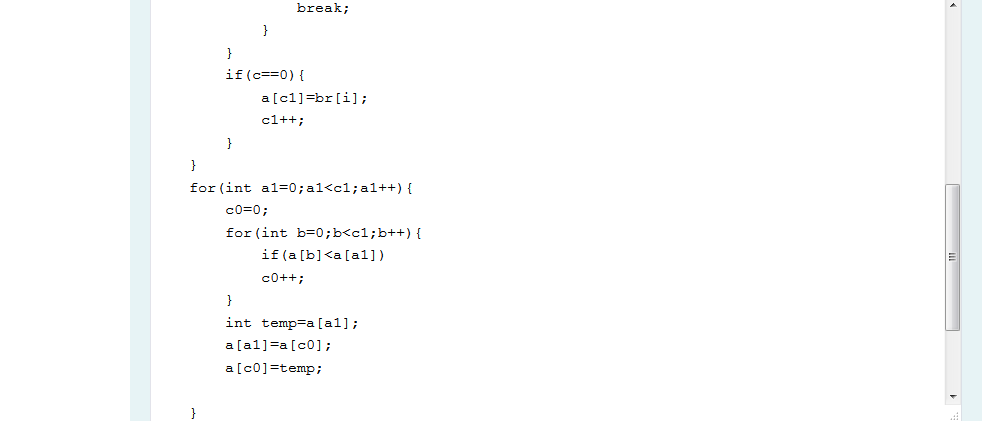 break;
}
}
if(c==0){
a[c1]=br[i];
c1++;
}
}
for(int a1=0;a1<c1;a1++){
c0=0;
for(int b=0;b<c1;b++){
if(a[b]<a[a1])
c0++;
}
int temp=a[a1];
a[a1]=a[c0];
a[c0]=temp;
}